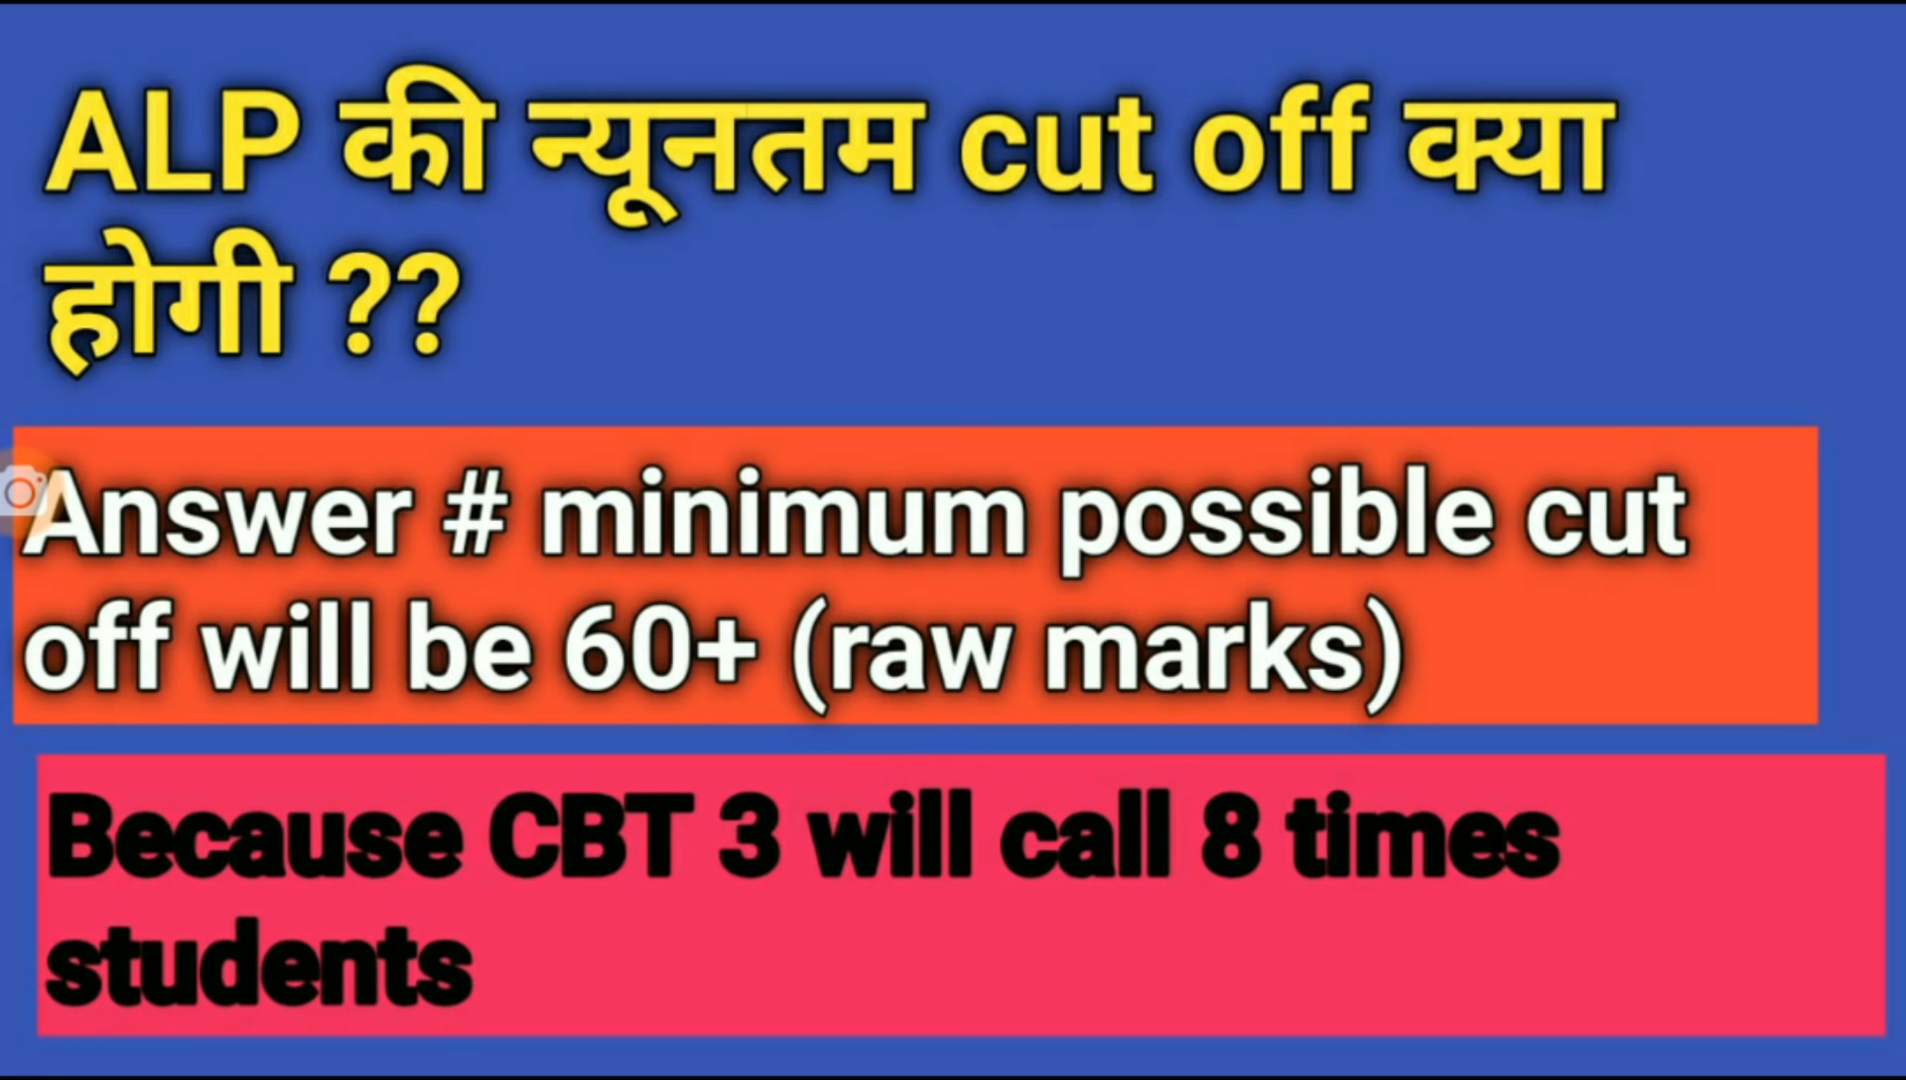 ALP की न्यूनतम cut off क्या
होगी ??
Answer # minimum possible cut
off will be 60+ (raw marks)
Because CBT 3 will call 8 times
students